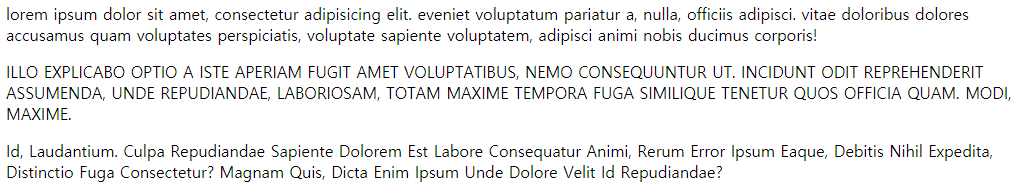 lorem ipsum dolor sit amet, consectetur adipisicing elit. eveniet voluptatum pariatur a, nulla, officiis adipisci. vitae doloribus dolores
accusamus quam voluptates perspiciatis, voluptate sapiente voluptatem, adipisci animi nobis ducimus corporis!
ILLO EXPLICABO OPTIO A ISTE APERIAM FUGIT AMET VOLUPTATIBUS, NEMO CONSEQUUNTUR UT. INCIDUNT ODIT REPREHENDERIT
ASSUMENDA, UNDE REPUDIANDAE, LABORIOSAM, TOTAM MAXIME TEMPORA FUGA SIMILIQUE TENETUR QUOS OFFICIA QUAM. MODI,
MAXIME.
Id, Laudantium. Culpa Repudiandae Sapiente Dolorem Est Labore Consequatur Animi, Rerum Error Ipsum Eaque, Debitis Nihil Expedita,
Distinctio Fuga Consectetur? Magnam Quis, Dicta Enim Ipsum Unde Dolore Velit Id Repudiandae?